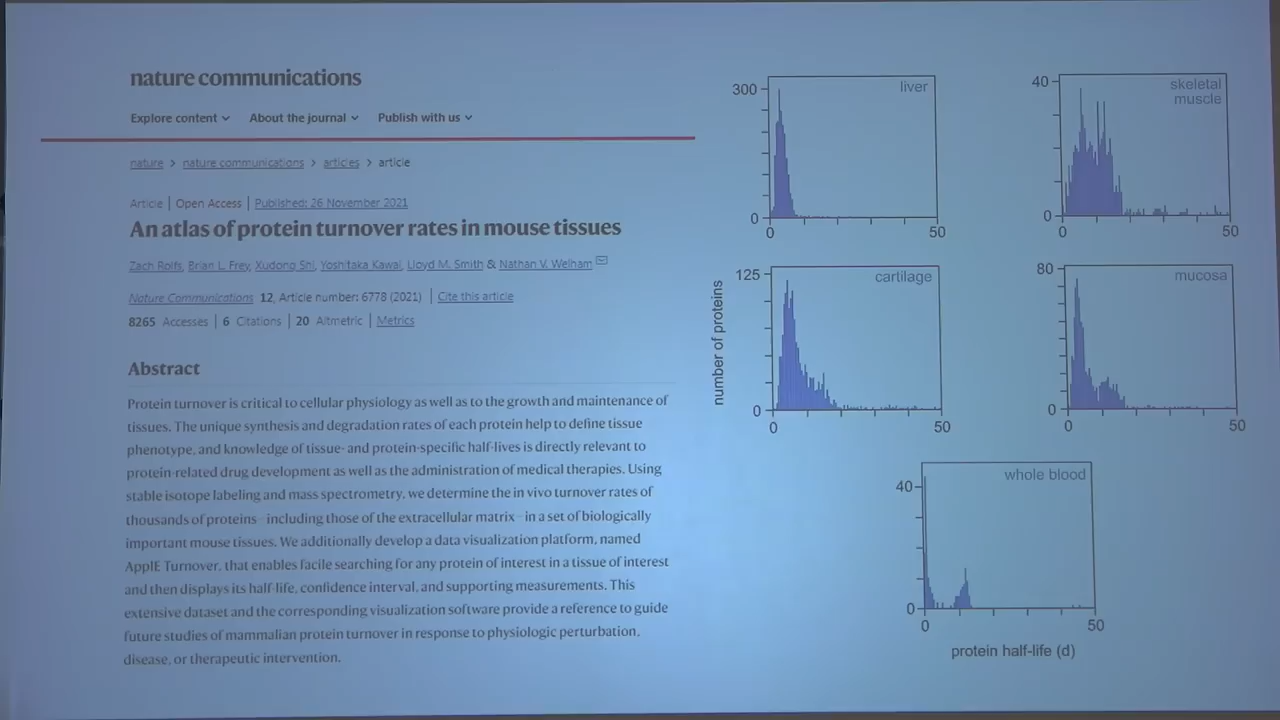 nature communications
Explore content
About the journal
Publish with us
nature > nature communications > articles > article
Article | Open Access | Published: 26 November 2021
An atlas of protein turnover rates in mouse tissues
Zach Rolfs, Brian L. Frey, Xudong Shi, Yoshitaka Kawai, Lloyd M. Smith & Nathan V. Welham
Nature Communications 12, Article number: 6778 (2021) | Cite this article
8265 Accesses | 6 Citations | 20 Altmetric | Metrics
Abstract
Protein turnover is critical to cellular physiology as well as to the growth and maintenance of
tissues. The unique synthesis and degradation rates of each protein help to define tissue
phenotype, and knowledge of tissue- and protein-specific half-lives is directly relevant to
protein-related drug development as well as the administration of medical therapies. Using
stable isotope labeling and mass spectrometry, we determine the in vivo turnover rates of
thousands of proteins—including those of the extracellular matrix—in a set of biologically
important mouse tissues. We additionally develop a data visualization platform, named
ApplE Turnover, that enables facile searching for any protein of interest in a tissue of interest
and then displays its half-life, confidence interval, and supporting measurements. This
extensive dataset and the corresponding visualization software provide a reference to guide
future studies of mammalian protein turnover in response to physiologic perturbation,
disease, or therapeutic intervention.
300
liver
0
0
50
40
skeletal
muscle
0
0
50
number of proteins
125
cartilage
0
0
50
80
mucosa
0
0
50
40
whole blood
0
0
50
protein half-life (d)